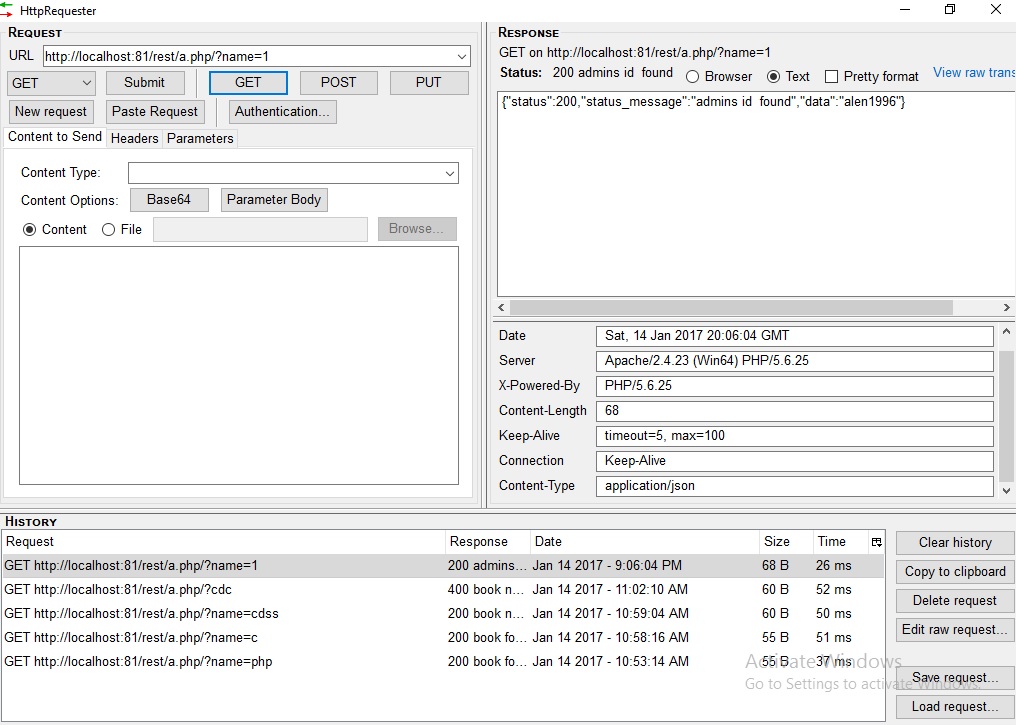 HttpRequester
REQUEST
URL http://localhost:81/rest/a.php/?name=1
GET Submit GET POST PUT
New request Paste Request Authentication...
Content to Send Headers Parameters
Content Type:
Content Options: Base64 Parameter Body
Content File Browse...
RESPONSE
GET on http://localhost:81/rest/a.php/?name=1
Status: 200 admins id  found Browser Text Pretty format View raw trans
{"status":200,"status_message":"admins id  found","data":"alen1996"}
Date Sat, 14 Jan 2017 20:06:04 GMT
Server Apache/2.4.23 (Win64) PHP/5.6.25
X-Powered-By PHP/5.6.25
Content-Length 68
Keep-Alive timeout=5, max=100
Connection Keep-Alive
Content-Type application/json
HISTORY
Request Response Date Size Time
GET http://localhost:81/rest/a.php/?name=1 200 admins... Jan 14 2017 - 9:06:04 PM 68 B 26 ms
GET http://localhost:81/rest/a.php/?cdc 400 book n... Jan 14 2017 - 11:02:10 AM 60 B 52 ms
GET http://localhost:81/rest/a.php/?name=cdss 200 book n... Jan 14 2017 - 10:59:04 AM 60 B 50 ms
GET http://localhost:81/rest/a.php/?name=c 200 book fo... Jan 14 2017 - 10:58:16 AM 55 B 51 ms
GET http://localhost:81/rest/a.php/?name=php 200 book fo... Jan 14 2017 - 10:53:14 AM 55 B 37 ms
Clear history
Copy to clipboard
Delete request
Edit raw request...
Save request...
Load request...
Activate Windows
Go to Settings to activate Windows.